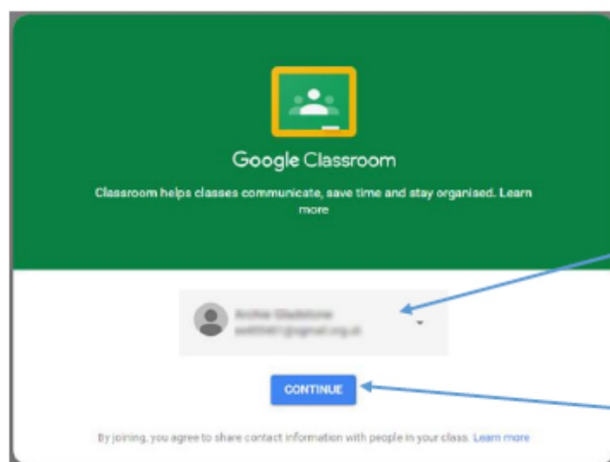 Google Classroom
Classroom helps classes communicate, save time and stay organised. Learn
more
CONTINUE
By joining, you agree to share contact information with people in your class. Learn more